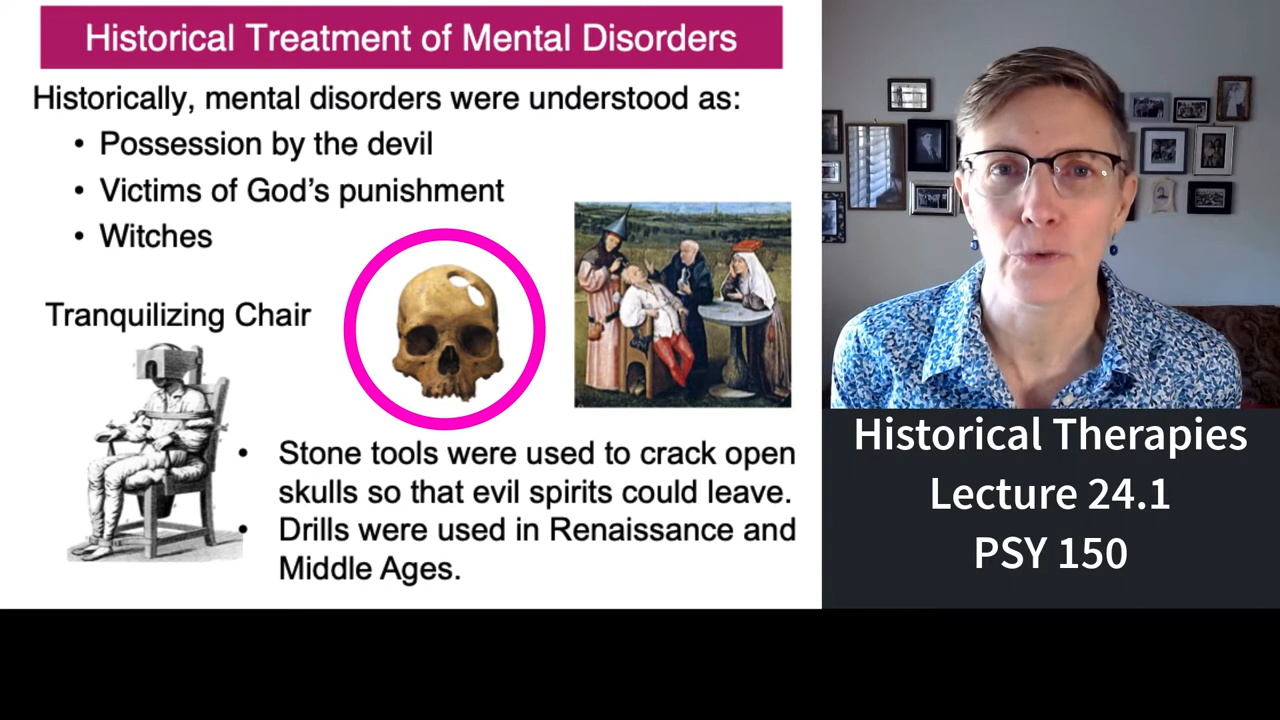 Historical Treatment of Mental Disorders
Historically, mental disorders were understood as:
• Possession by the devil
• Victims of God’s punishment
• Witches
Tranquilizing Chair
• Stone tools were used to crack open
skulls so that evil spirits could leave.
• Drills were used in Renaissance and
Middle Ages.
Historical Therapies
Lecture 24.1
PSY 150